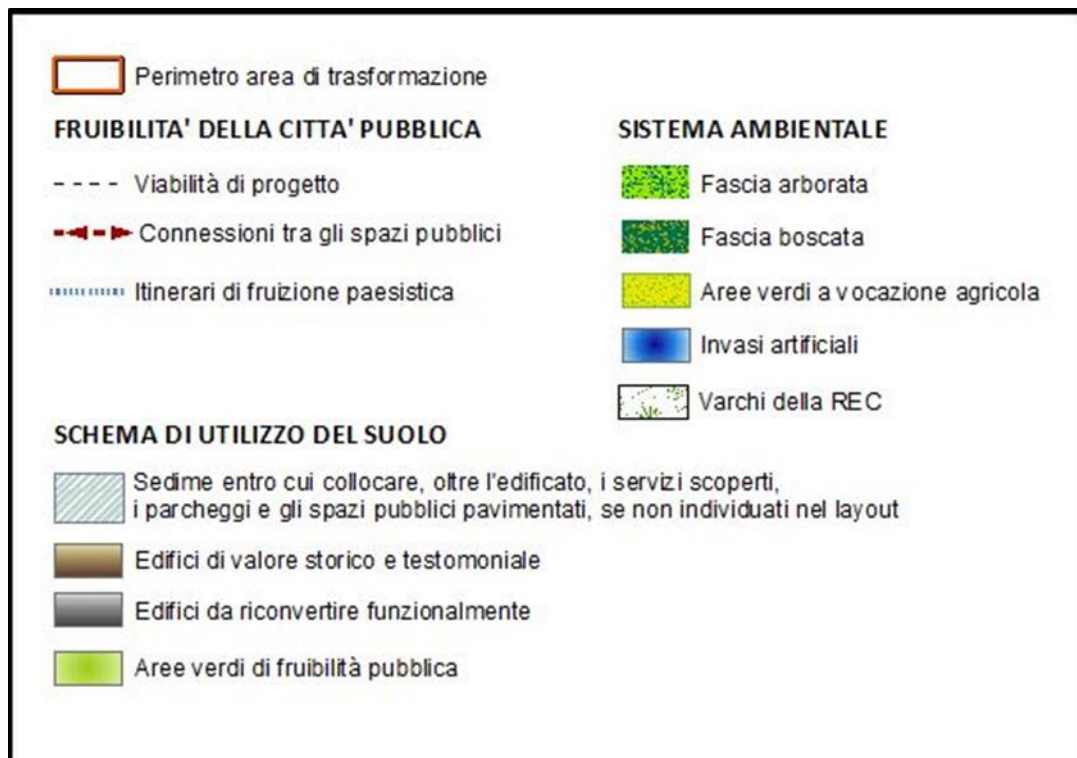 Perimetro area di trasformazione
FRUIBILITA' DELLA CITTA' PUBBLICA
Viabilità di progetto
Connessioni tra gli spazi pubblici
Itinerari di fruizione paesistica
SISTEMA AMBIENTALE
Fascia arborata
Fascia boscata
Aree verdi a vocazione agricola
Invasi artificiali
Varchi della REC
SCHEMA DI UTILIZZO DEL SUOLO
Sedime entro cui collocare, oltre l'edificato, i servizi scoperti,
i parcheggi e gli spazi pubblici pavimentati, se non individuati nel layout
Edifici di valore storico e testomoniale
Edifici da riconvertire funzionalmente
Aree verdi di fruibilità pubblica